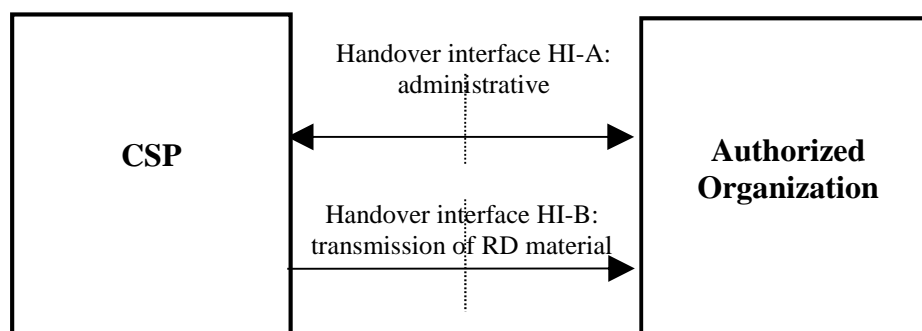 Handover interface HI-A:
administrative
CSP
Authorized
Organization
Handover interface HI-B:
transmission of RD material